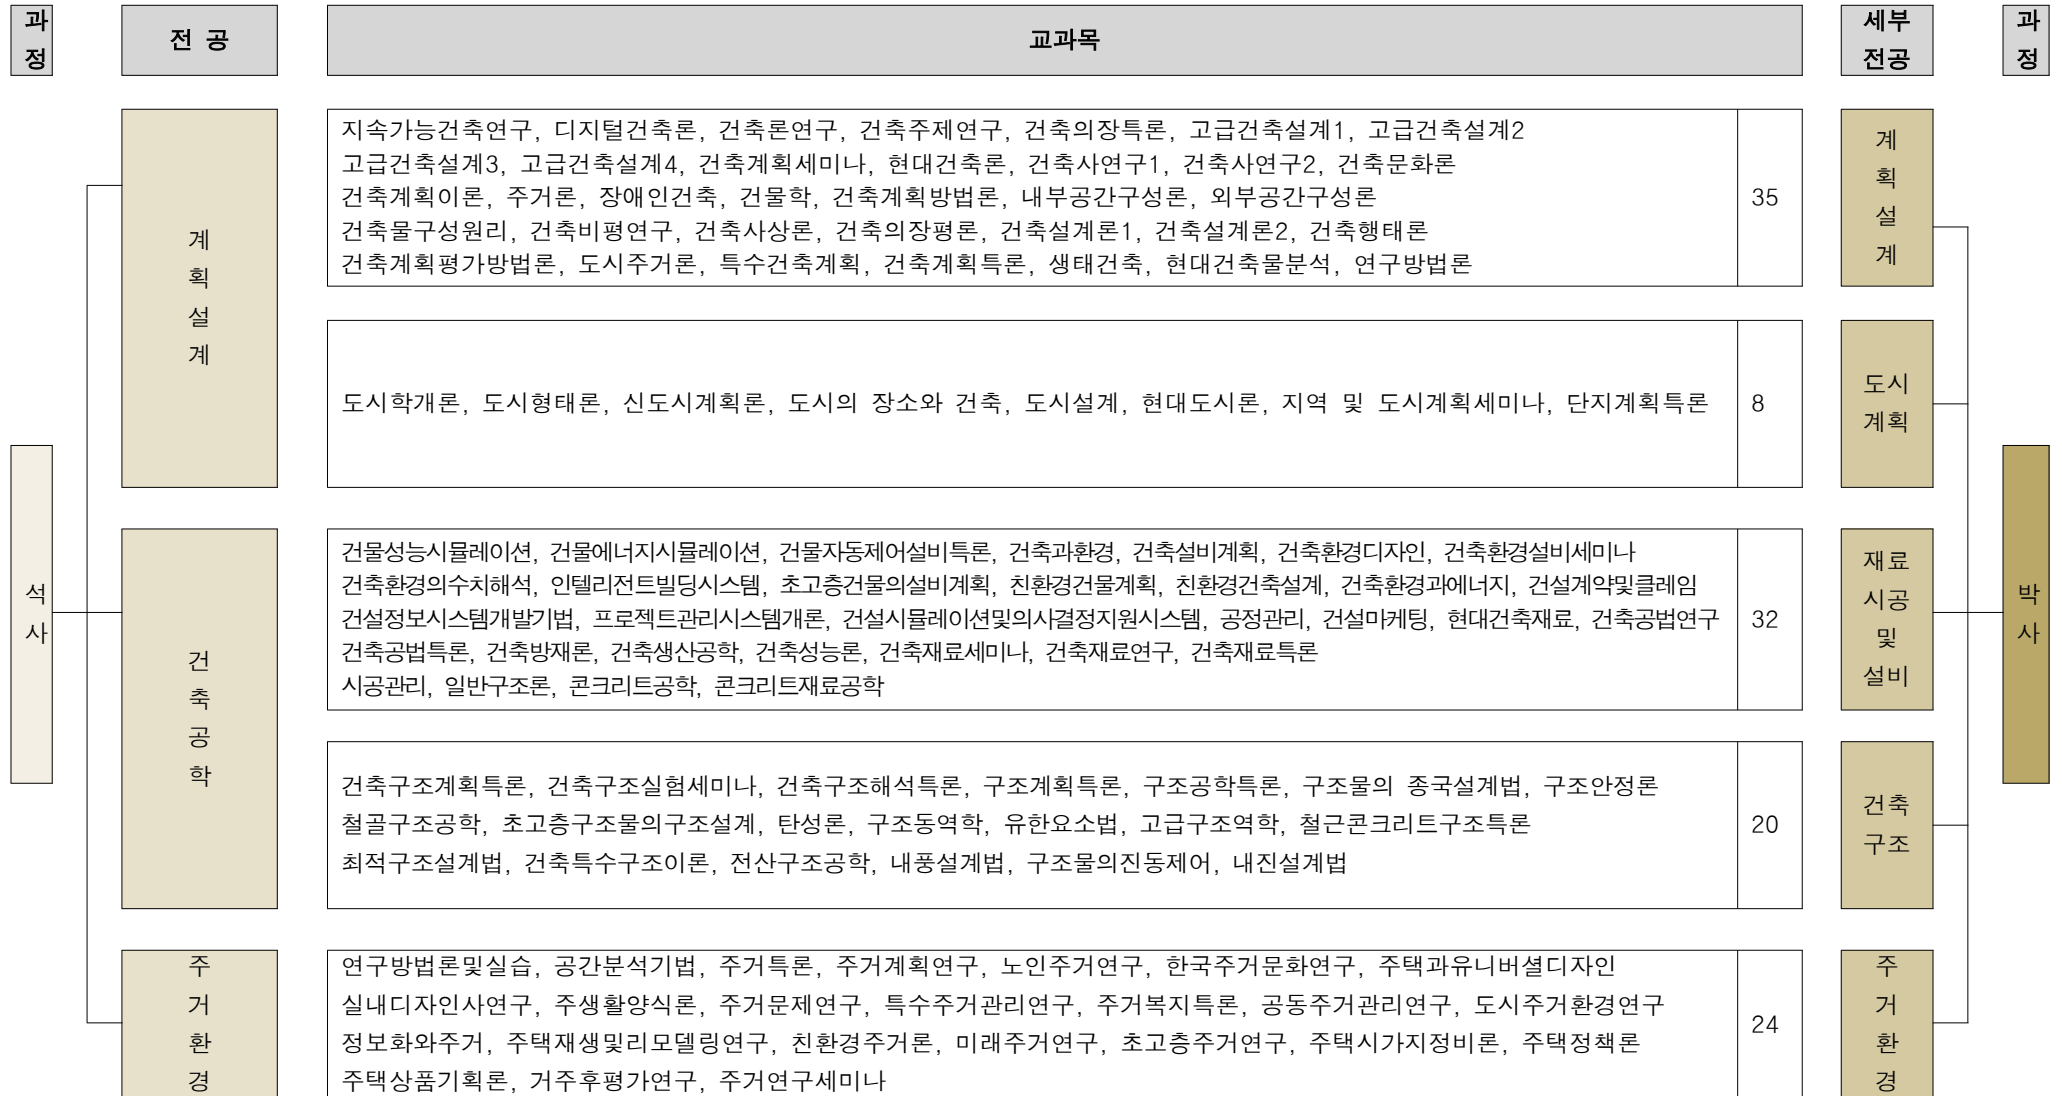 과정
전 공
교과목
세부
전공
과정
석사
계획설계
지속가능건축연구, 디지털건축론, 건축론연구, 건축주제연구, 건축의장특론, 고급건축설계1, 고급건축설계2
고급건축설계3, 고급건축설계4, 건축계획세미나, 현대건축론, 건축사연구1, 건축사연구2, 건축문화론
건축계획이론, 주거론, 장애인건축, 건물학, 건축계획방법론, 내부공간구성론, 외부공간구성론
건축물구성원리, 건축비평연구, 건축사상론, 건축의장평론, 건축설계론1, 건축설계론2, 건축행태론
건축계획평가방법론, 도시주거론, 특수건축계획, 건축계획특론, 생태건축, 현대건축물분석, 연구방법론
35
계획설계
도시학개론, 도시형태론, 신도시계획론, 도시의 장소와 건축, 도시설계, 현대도시론, 지역 및 도시계획세미나, 단지계획특론
8
도시
계획
건축공학
건물성능시뮬레이션, 건물에너지시뮬레이션, 건물자동제어설비특론, 건축과환경, 건축설비계획, 건축환경디자인, 건축환경설비세미나
건축환경의수치해석, 인텔리전트빌딩시스템, 초고층건물의설비계획, 친환경건물계획, 친환경건축설계, 건축환경과에너지, 건설계약및클레임
건설정보시스템개발기법, 프로젝트관리시스템개론, 건설시뮬레이션및의사결정지원시스템, 공정관리, 건설마케팅, 현대건축재료, 건축공법연구
건축공법특론, 건축방재론, 건축생산공학, 건축성능론, 건축재료세미나, 건축재료연구, 건축재료특론
시공관리, 일반구조론, 콘크리트공학, 콘크리트재료공학
32
재료
시공
및
설비
건축구조계획특론, 건축구조실험세미나, 건축구조해석특론, 구조계획특론, 구조공학특론, 구조물의 종국설계법, 구조안정론
철골구조공학, 초고층구조물의구조설계, 탄성론, 구조동역학, 유한요소법, 고급구조역학, 철근콘크리트구조특론
최적구조설계법, 건축특수구조이론, 전산구조공학, 내풍설계법, 구조물의진동제어, 내진설계법
20
건축
구조
주거환경
연구방법론및실습, 공간분석기법, 주거특론, 주거계획연구, 노인주거연구, 한국주거문화연구, 주택과유니버셜디자인
실내디자인사연구, 주생활양식론, 주거문제연구, 특수주거관리연구, 주거복지특론, 공동주거관리연구, 도시주거환경연구
정보화와주거, 주택재생및리모델링연구, 친환경주거론, 미래주거연구, 초고층주거연구, 주택시가지정비론, 주택정책론
주택상품기획론, 거주후평가연구, 주거연구세미나
24
주거환경
박사